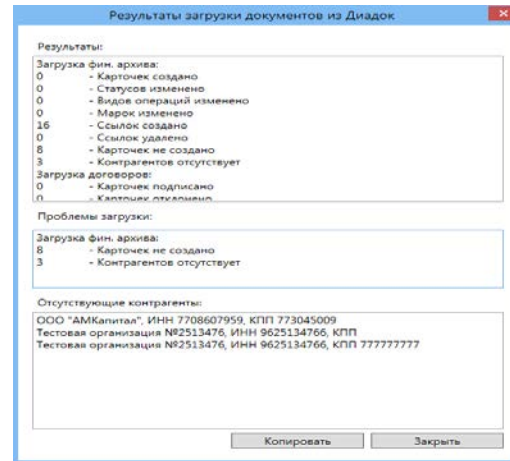 Результаты загрузки документов из Диадок
Результаты:
Загрузка фин. архива:
0 - Карточек создано
0 - Статусов изменено
0 - Видов операций изменено
0 - Марок изменено
16 - Ссылок создано
0 - Ссылок удалено
8 - Карточек не создано
3 - Контрагентов отсутствует
Загрузка договоров:
0 - Карточек подписано
0 - Карточек отклонено
Проблемы загрузки:
Загрузка фин. архива:
8 - Карточек не создано
3 - Контрагентов отсутствует
Отсутствующие контрагенты:
ООО "АМКапитал", ИНН 7708607959, КПП 773045009
Тестовая организация №2513476, ИНН 9625134766, КПП
Тестовая организация №2513476, ИНН 9625134766, КПП 777777777
Копировать Закрыть